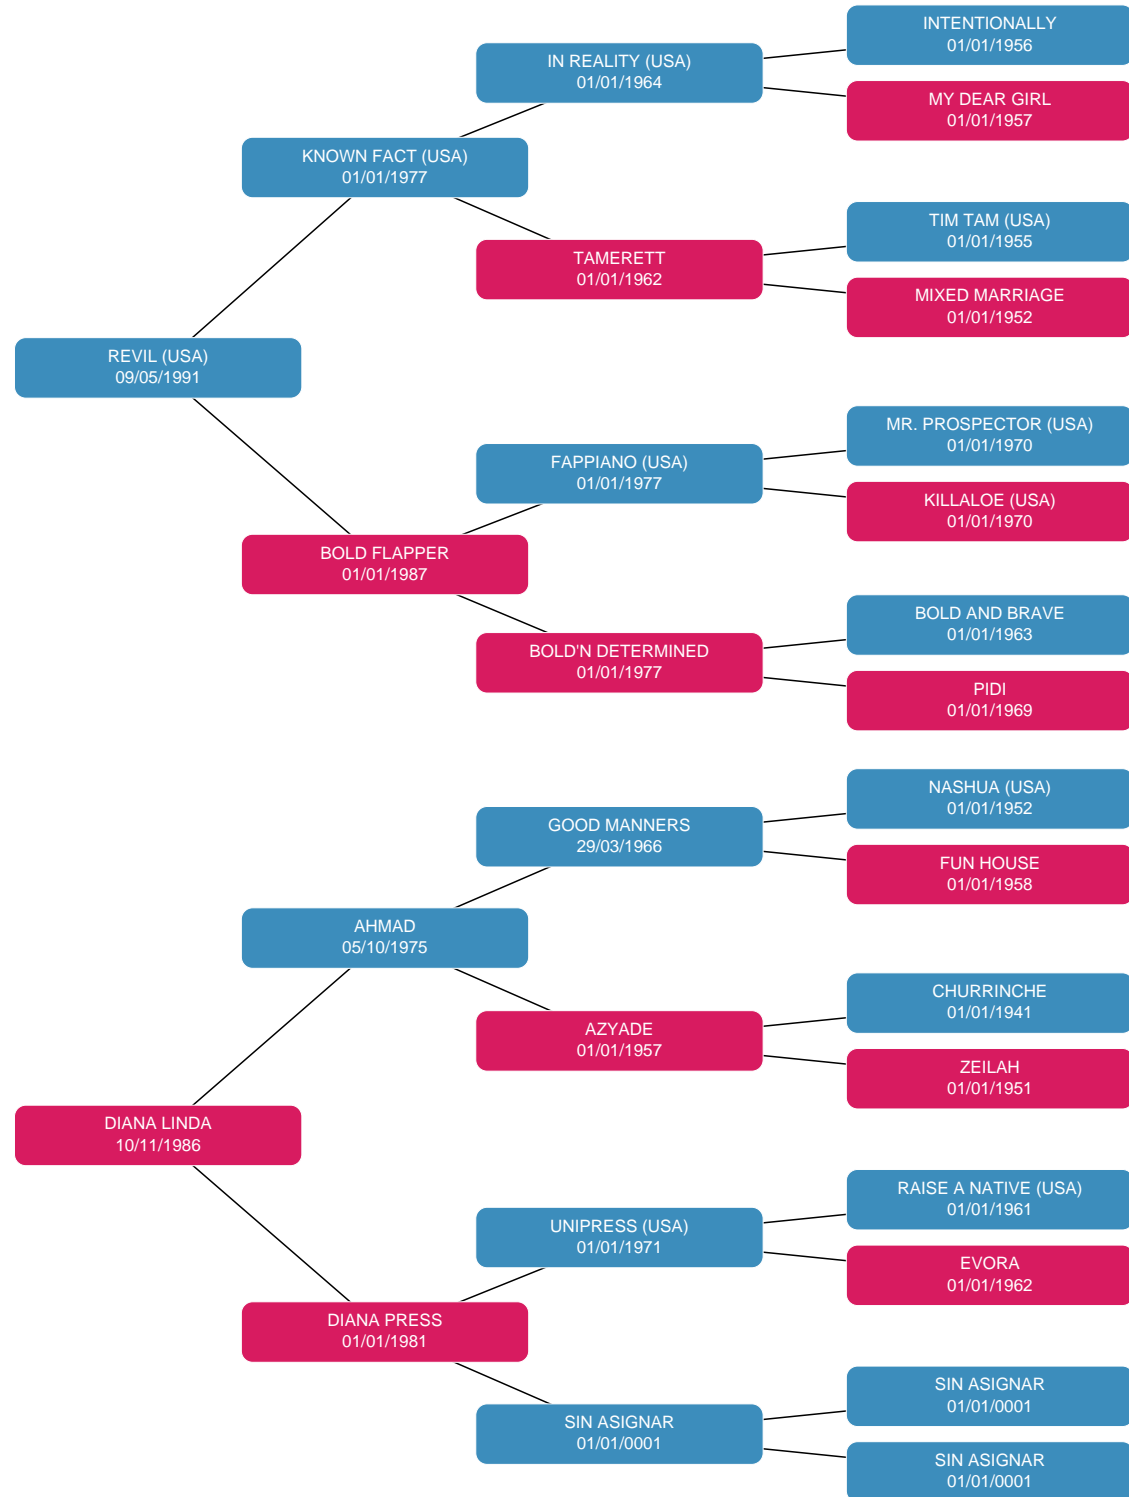 INTENTIONALLY
01/01/1956
IN REALITY (USA)
01/01/1964
MY DEAR GIRL
01/01/1957
KNOWN FACT (USA)
01/01/1977
TIM TAM (USA)
01/01/1955
TAMERETT
01/01/1962
MIXED MARRIAGE
01/01/1952
REVIL (USA)
09/05/1991
MR. PROSPECTOR (USA)
01/01/1970
FAPPIANO (USA)
01/01/1977
KILLALOE (USA)
01/01/1970
BOLD FLAPPER
01/01/1987
BOLD AND BRAVE
01/01/1963
BOLD'N DETERMINED
01/01/1977
PIDI
01/01/1969
NASHUA (USA)
01/01/1952
GOOD MANNERS
29/03/1966
FUN HOUSE
01/01/1958
AHMAD
05/10/1975
CHURRINCHE
01/01/1941
AZYADE
01/01/1957
ZEILAH
01/01/1951
DIANA LINDA
10/11/1986
RAISE A NATIVE (USA)
01/01/1961
UNIPRESS (USA)
01/01/1971
EVORA
01/01/1962
DIANA PRESS
01/01/1981
SIN ASIGNAR
01/01/0001
SIN ASIGNAR
01/01/0001
SIN ASIGNAR
01/01/0001